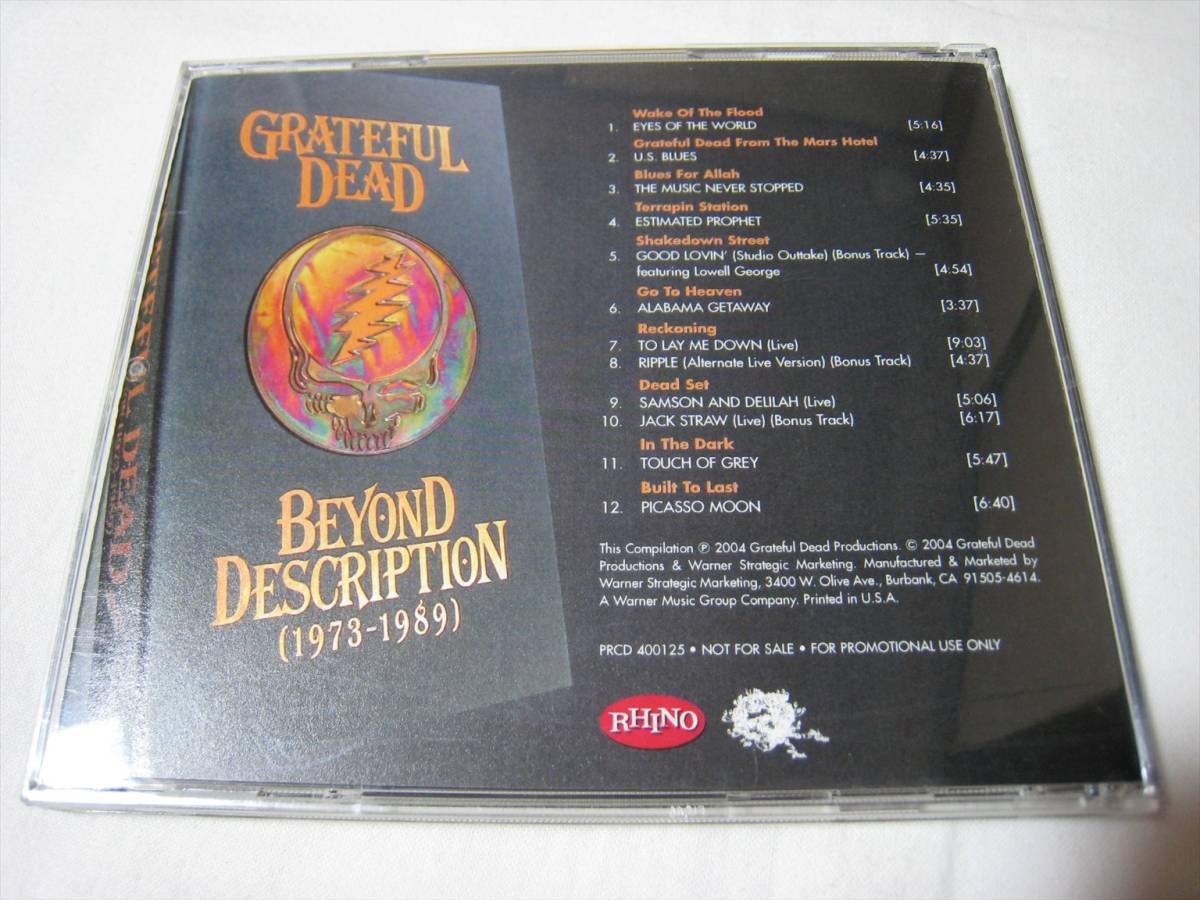 GRATEFUL
DEAD
BEYOND
DESCRIPTION
(1973-1989)
Wake Of The Flood
1. EYES OF THE WORLD [5:16]
Grateful Dead From The Mars Hotel
2. U.S. BLUES [4:37]
Blues For Allah
3. THE MUSIC NEVER STOPPED [4:35]
Terrapin Station
4. ESTIMATED PROPHET [5:35]
Shakedown Street
5. GOOD LOVIN' (Studio Outtake) (Bonus Track) —
featuring Lowell George [4:54]
Go To Heaven
6. ALABAMA GETAWAY [3:37]
Reckoning
7. TO LAY ME DOWN (Live) [9:03]
8. RIPPLE (Alternate Live Version) (Bonus Track) [4:37]
Dead Set
9. SAMSON AND DELILAH (Live) [5:06]
10. JACK STRAW (Live) (Bonus Track) [6:17]
In The Dark
11. TOUCH OF GREY [5:47]
Built To Last
12. PICASSO MOON [6:40]
This Compilation ℗ 2004 Grateful Dead Productions. © 2004 Grateful Dead
Productions & Warner Strategic Marketing. Manufactured & Marketed by
Warner Strategic Marketing, 3400 W. Olive Ave., Burbank, CA 91505-4614.
A Warner Music Group Company. Printed in U.S.A.
PRCD 400125 • NOT FOR SALE • FOR PROMOTIONAL USE ONLY
RHINO